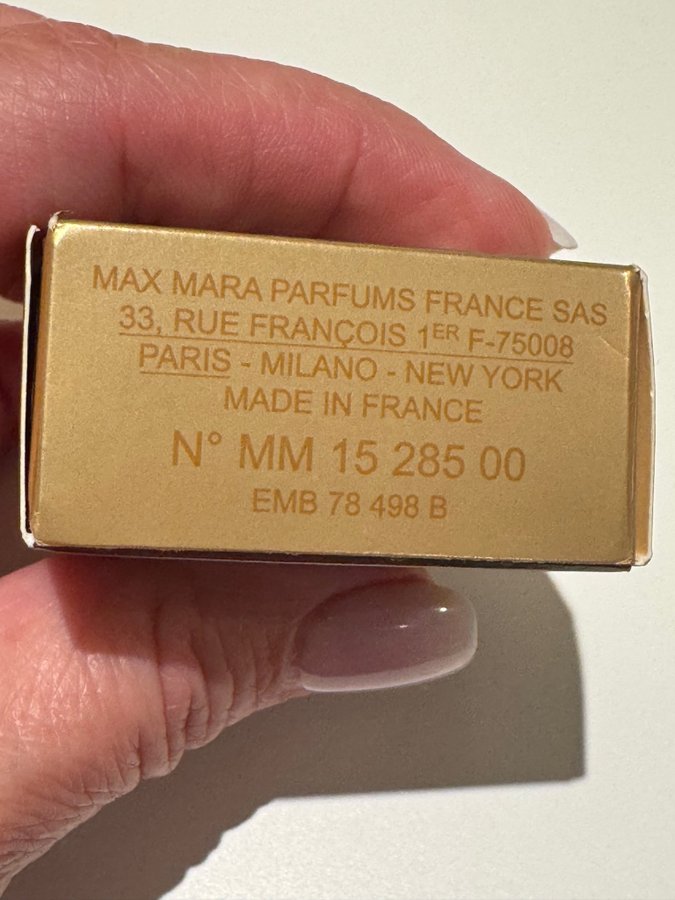 MAX MARA PARFUMS FRANCE SAS
33, RUE FRANÇOIS 1ER F-75008
PARIS - MILANO - NEW YORK
MADE IN FRANCE
N° MM 15 285 00
EMB 78 498 B